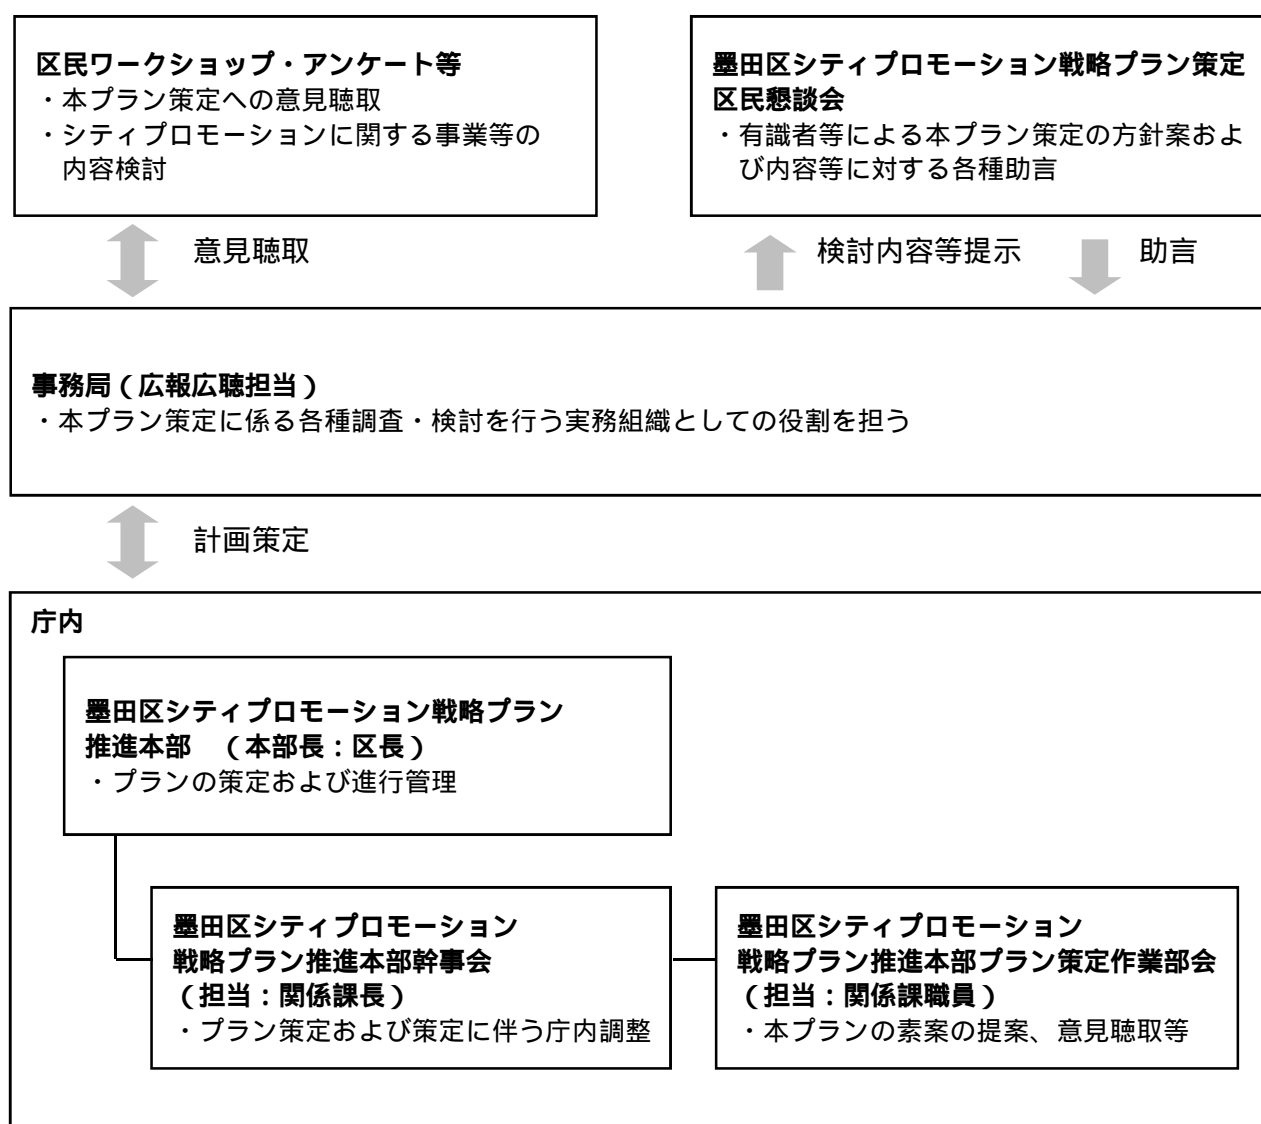 区民ワークショップ・アンケート等
・本プラン策定への意見聴取
・シティプロモーションに関する事業等の
内容検討
墨田区シティプロモーション戦略プラン策定
区民懇談会
・有識者等による本プラン策定の方針案およ
び内容等に対する各種助言
意見聴取
検討内容等提示
助言
事務局（広報広聴担当）
・本プラン策定に係る各種調査・検討を行う実務組織としての役割を担う
計画策定
庁内
墨田区シティプロモーション戦略プラン
推進本部　（本部長：区長）
・プランの策定および進行管理
墨田区シティプロモーション
戦略プラン推進本部幹事会
（担当：関係課長）
・プラン策定および策定に伴う庁内調整
墨田区シティプロモーション
戦略プラン推進本部プラン策定作業部会
（担当：関係課職員）
・本プランの素案の提案、意見聴取等